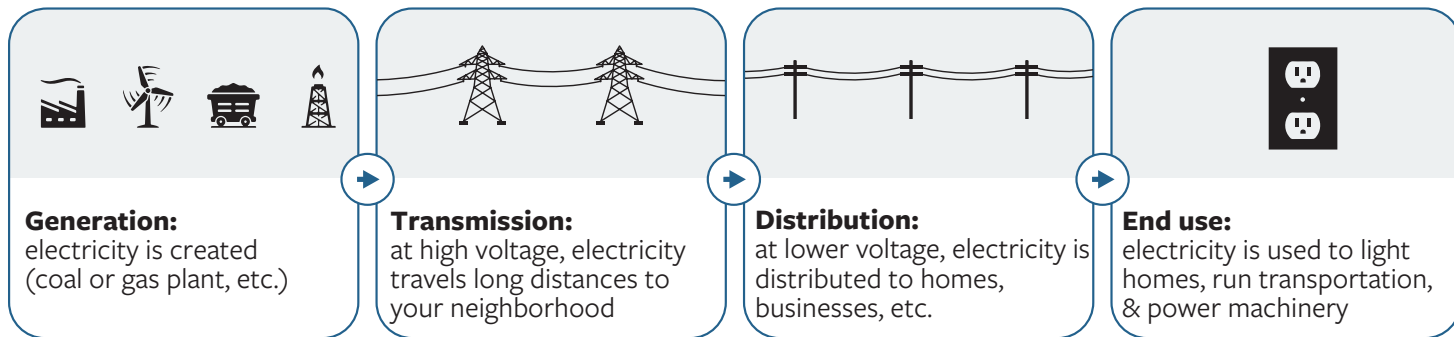 Generation:
electricity is created
(coal or gas plant, etc.)
Transmission:
at high voltage, electricity
travels long distances to
your neighborhood
Distribution:
at lower voltage, electricity is
distributed to homes,
businesses, etc.
End use:
electricity is used to light
homes, run transportation,
& power machinery